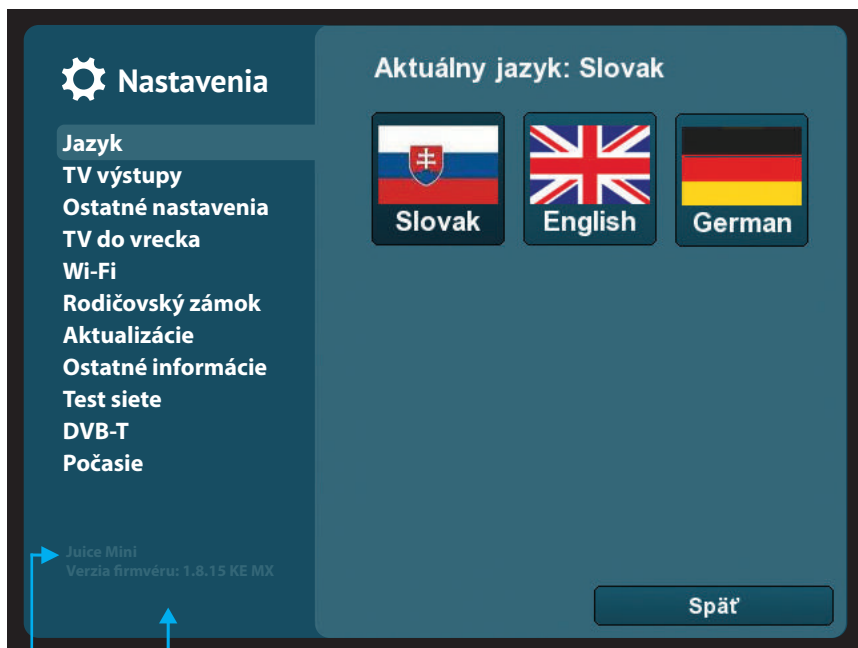 Nastavenia
Jazyk
TV výstupy
Ostatné nastavenia
TV do vrecka
Wi-Fi
Rodičovský zámok
Aktualizácie
Ostatné informácie
Test siete
DVB-T
Počasie
Juice Mini
Verzia firmvéru: 1.8.15 KE MX
Aktuálny jazyk: Slovak
Slovak English German
Späť